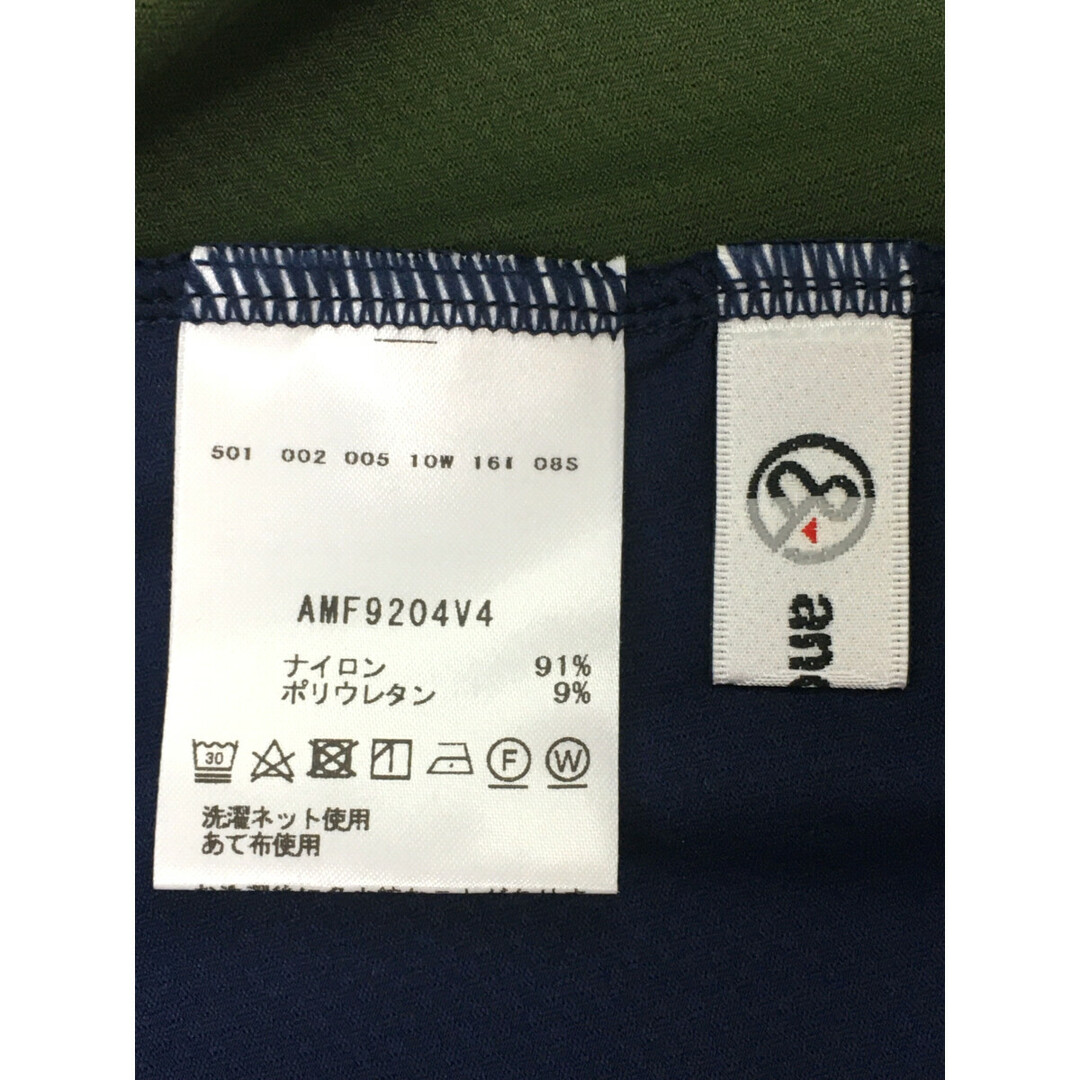 501 002 005 10W 16I 08S
AMF9204V4
ナイロン 91%
ポリウレタン 9%
30
F W
洗濯ネット使用
あて布使用
an